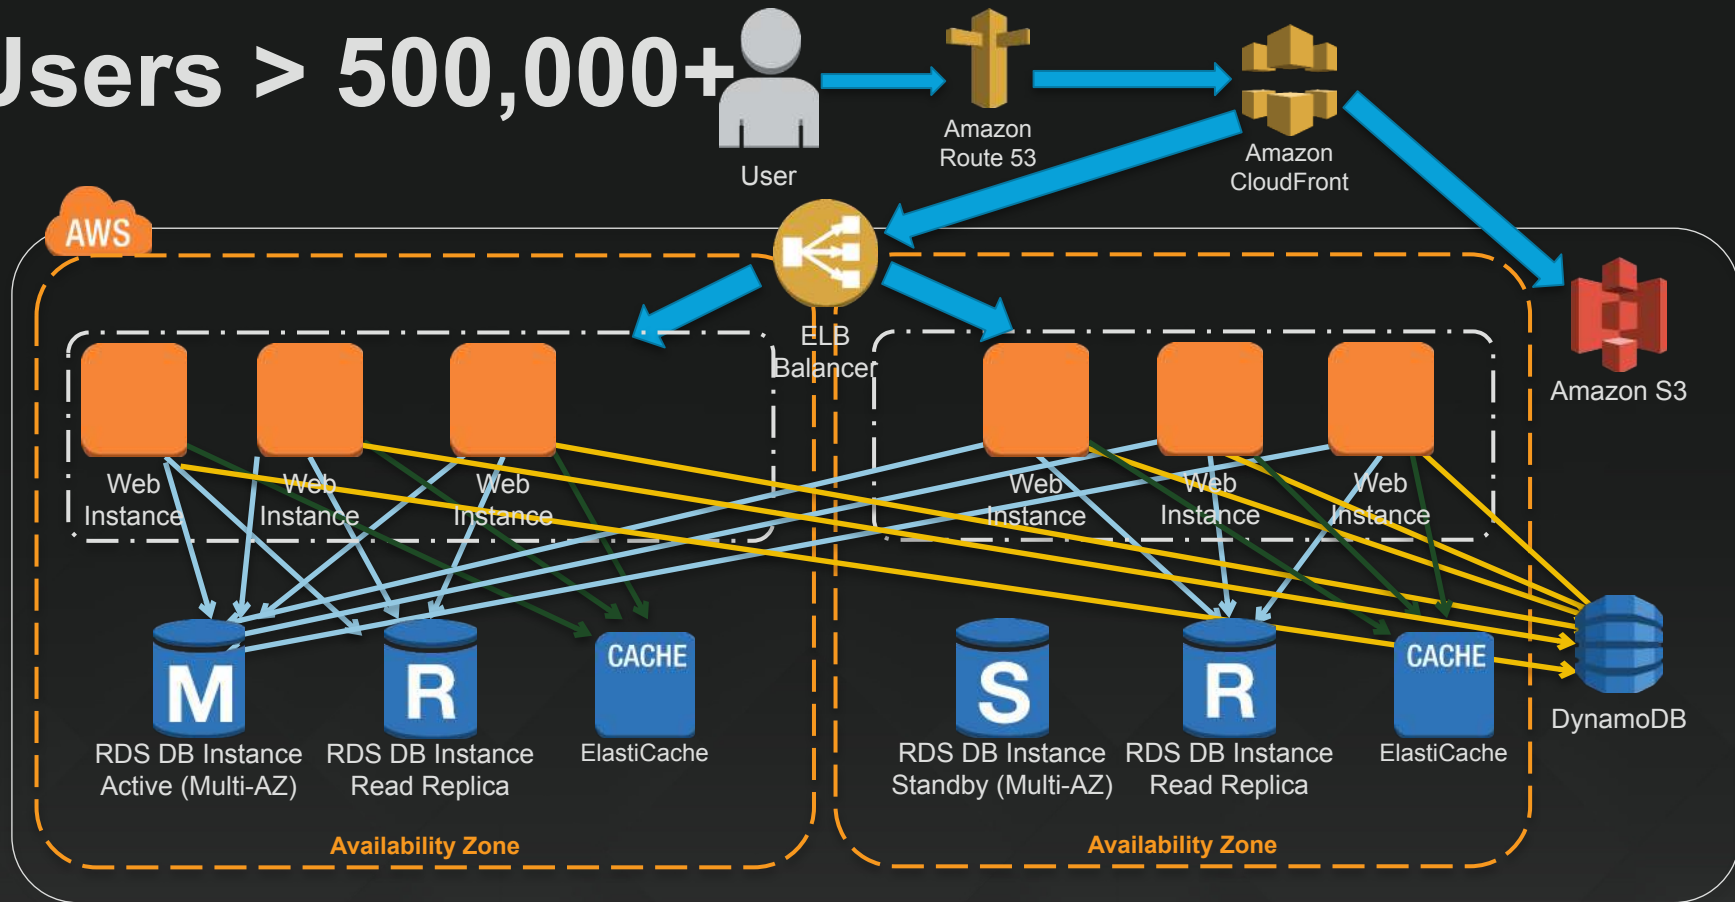 Users > 500,000+
User
Amazon
Route 53
Amazon
CloudFront
AWS
ELB
Balancer
Amazon S3
Web
Instance
Web
Instance
Web
Instance
Web
Instance
Web
Instance
Web
Instance
M
R
CACHE
S
R
CACHE
RDS DB Instance
Active (Multi-AZ)
RDS DB Instance
Read Replica
ElastiCache
RDS DB Instance
Standby (Multi-AZ)
RDS DB Instance
Read Replica
ElastiCache
DynamoDB
Availability Zone
Availability Zone